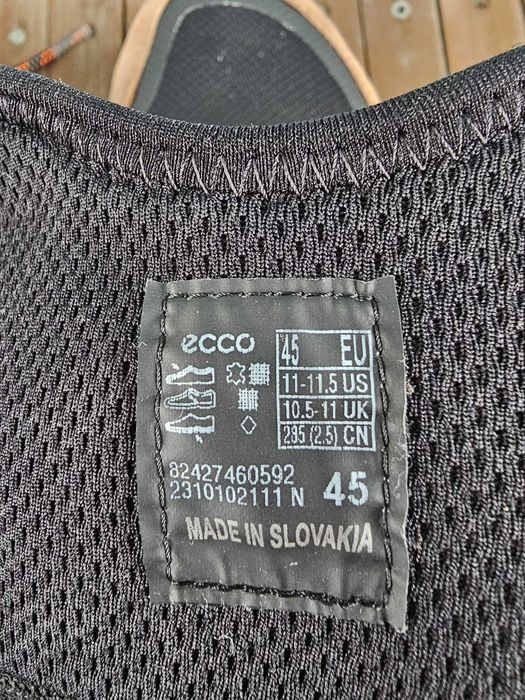 ecco
45 EU
11-11.5 US
10.5-11 UK
295 (2.5) CN
82427460592
2310102111 N
45
MADE IN SLOVAKIA